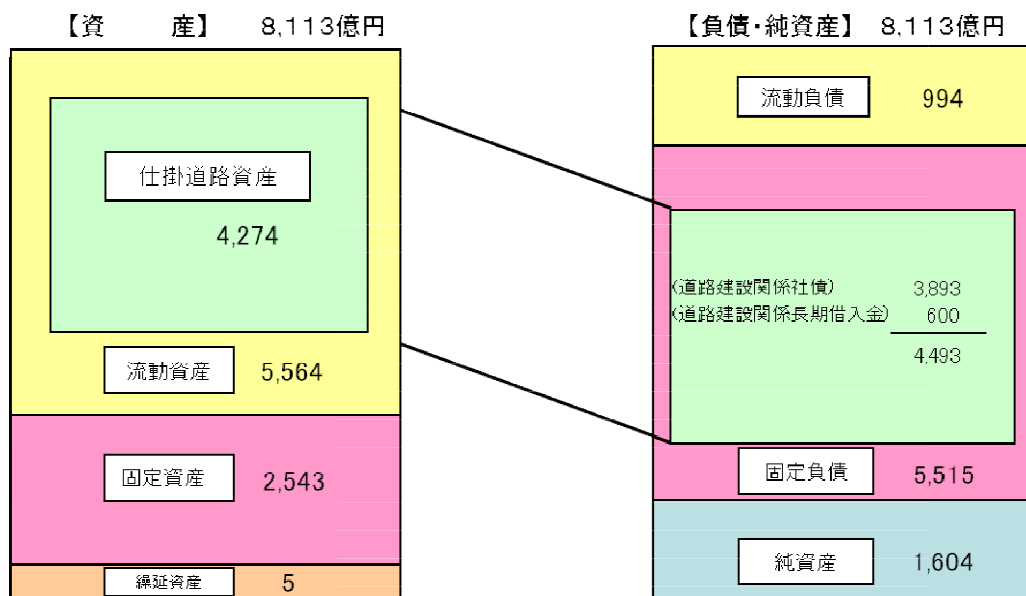 【資　産】 8,113億円
仕掛道路資産
4,274
流動資産 5,564
固定資産 2,543
繰延資産 5
【負債・純資産】 8,113億円
流動負債 994
(道路建設関係社債) 3,893
(道路建設関係長期借入金) 600
4,493
固定負債 5,515
純資産 1,604